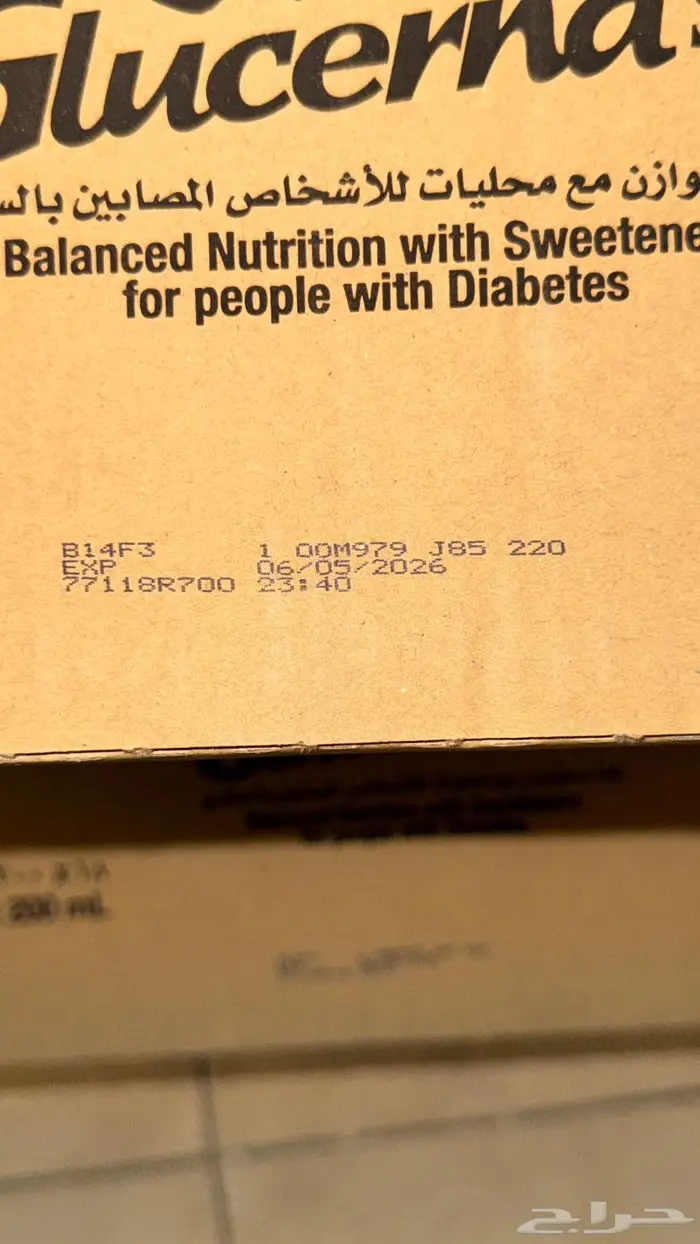 Glucerna
وازن مع محليات للأشخاص المصابين بالس
Balanced Nutrition with Sweetene
for people with Diabetes
B14F3 1 00M979 J85 220
EXP 06/05/2026
77118R700 23:40
200 mL
حراج